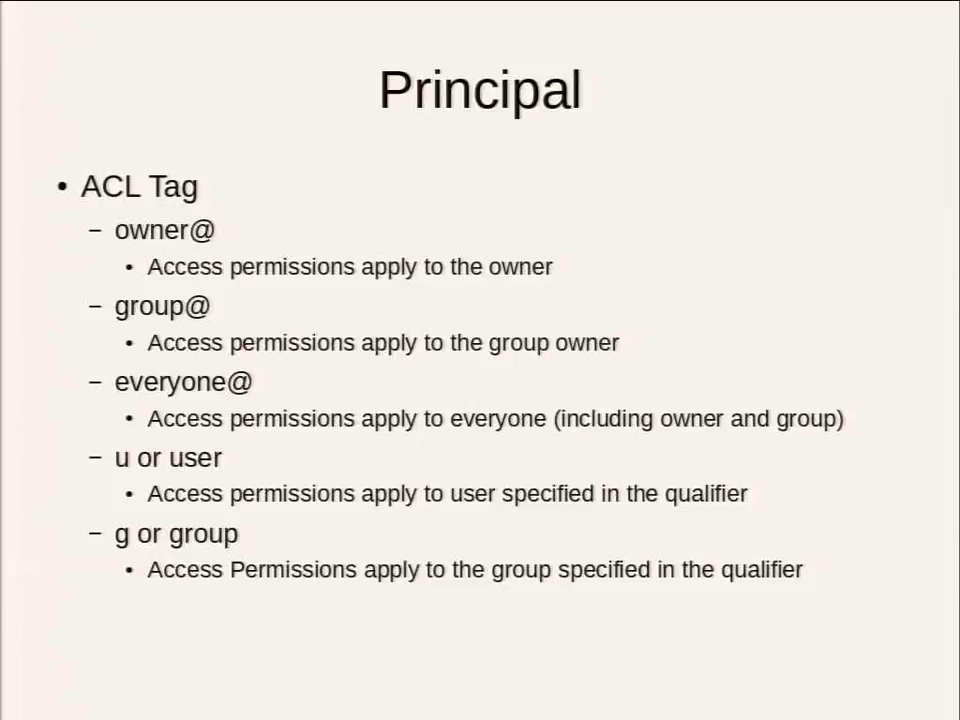 Principal
• ACL Tag
– owner@
• Access permissions apply to the owner
– group@
• Access permissions apply to the group owner
– everyone@
• Access permissions apply to everyone (including owner and group)
– u or user
• Access permissions apply to user specified in the qualifier
– g or group
• Access Permissions apply to the group specified in the qualifier